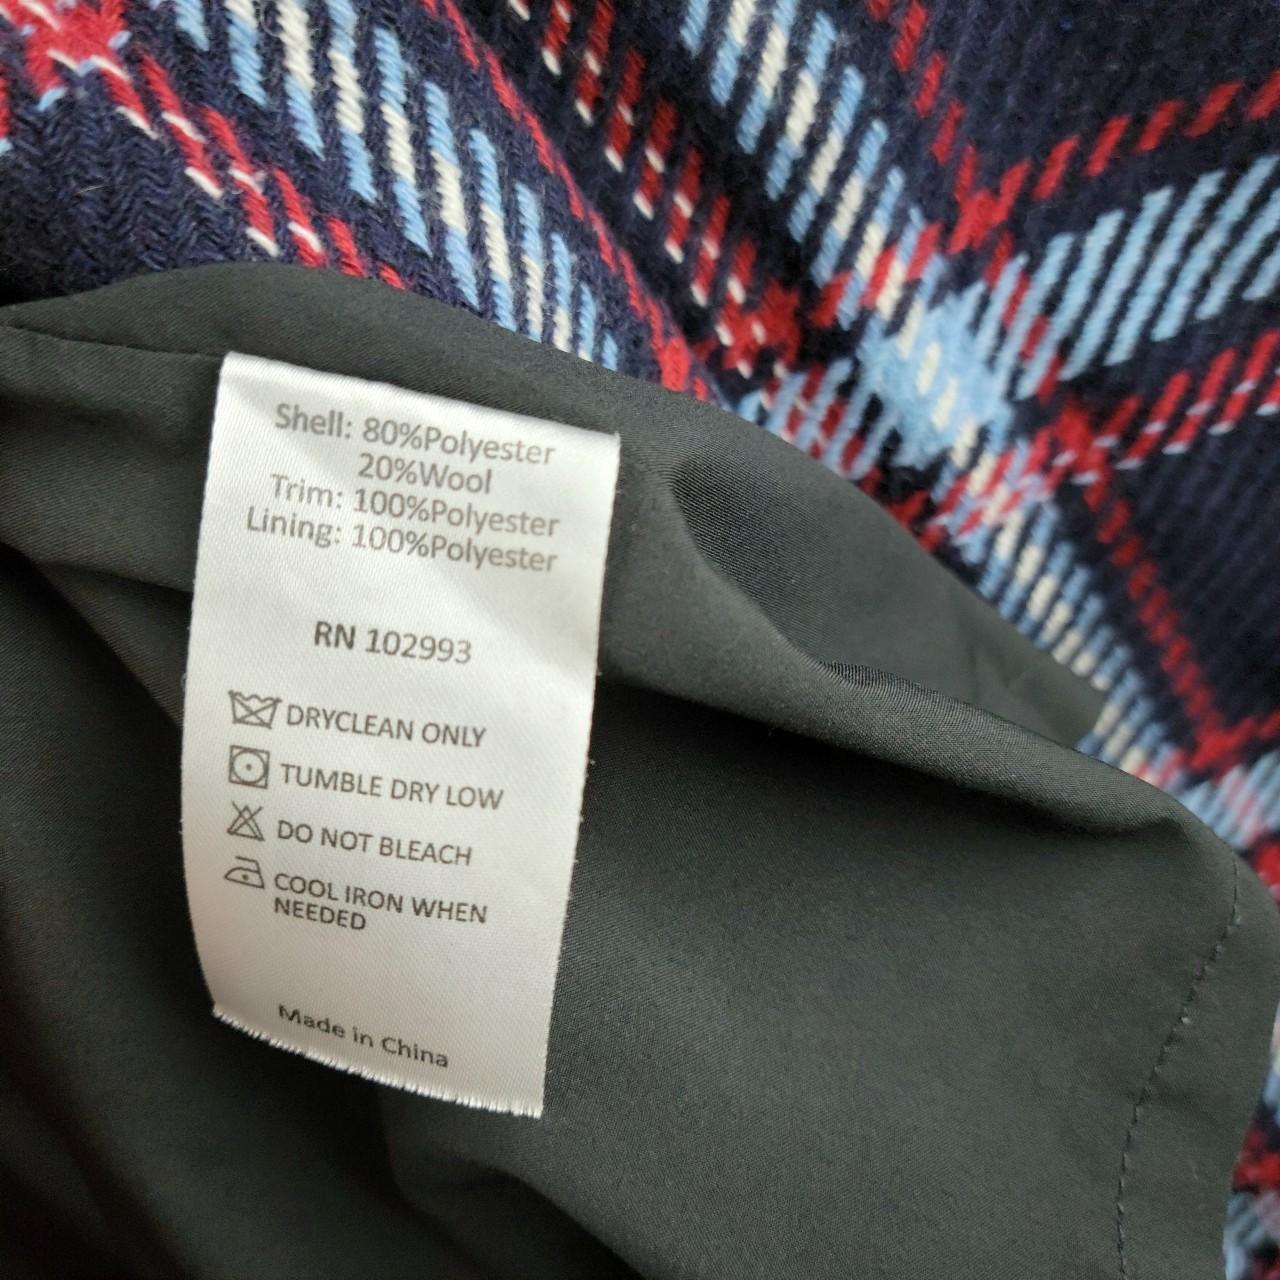 Shell: 80%Polyester
20%Wool
Trim: 100%Polyester
Lining: 100%Polyester
RN 102993
DRYCLEAN ONLY
TUMBLE DRY LOW
DO NOT BLEACH
COOL IRON WHEN
NEEDED
Made in China